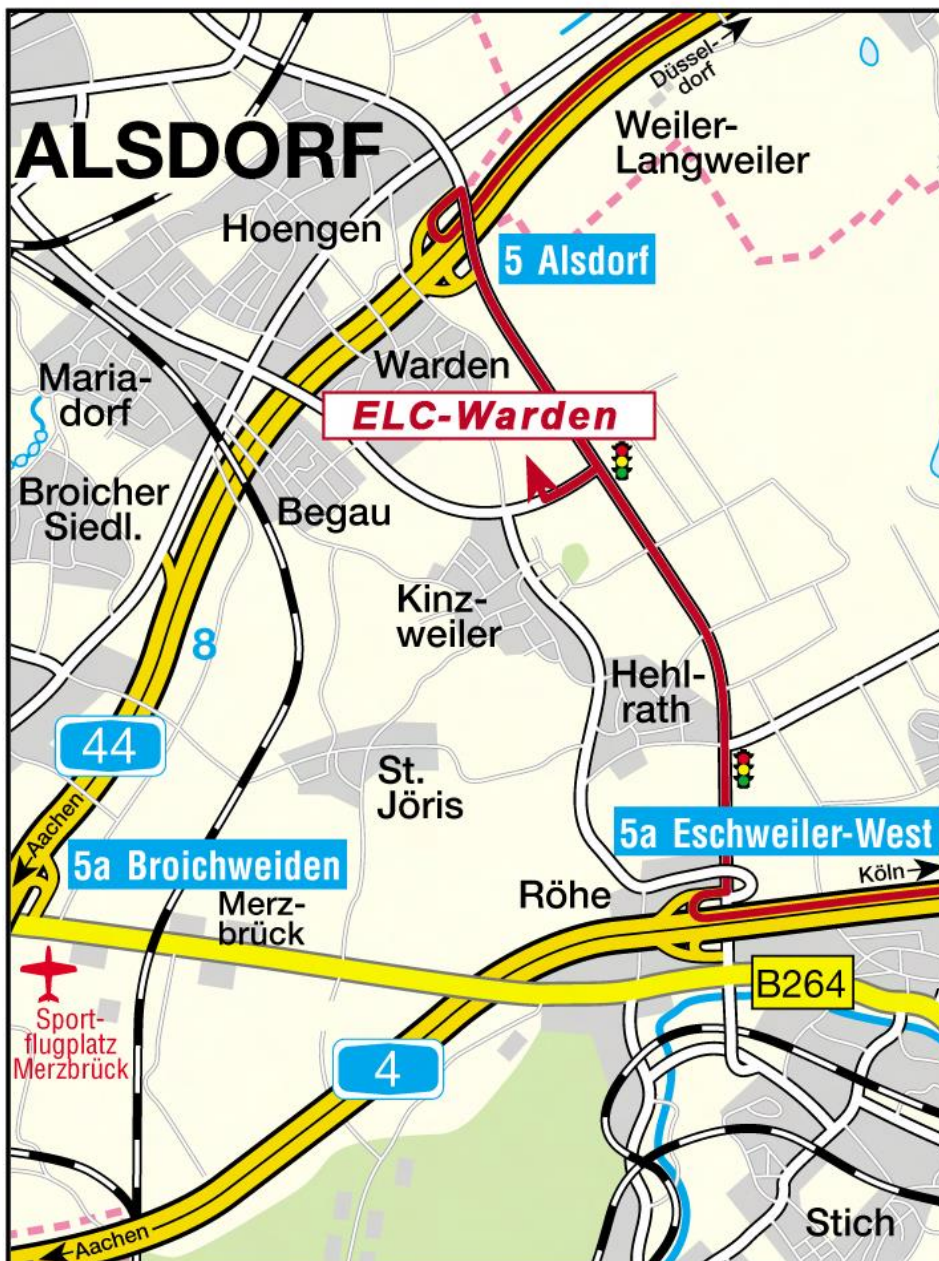 Düssel-
dorf
Weiler-
Langweiler
ALSDORF
Hoengen
5 Alsdorf
Warden
Maria-
dorf
ELC-Warden
Broicher
Siedl.
Begau
Kinz-
weiler
8
Hehl-
rath
44
St.
Jöris
Aachen
5a Broichweiden
5a Eschweiler-West
Köln
Röhe
Merz-
brück
B264
Sport-
flugplatz
Merzbrück
4
Stich
Aachen